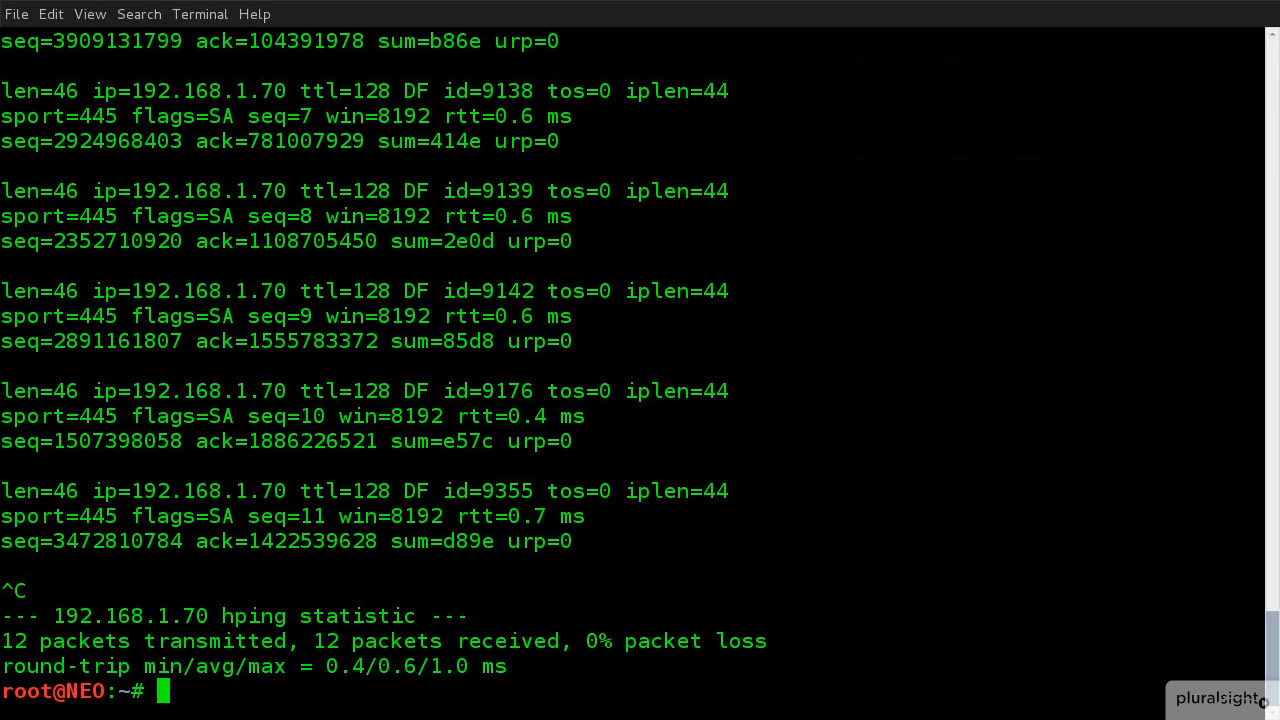 File Edit View Search Terminal Help
seq=3909131799 ack=104391978 sum=b86e urp=0
len=46 ip=192.168.1.70 ttl=128 DF id=9138 tos=0 iplen=44
sport=445 flags=SA seq=7 win=8192 rtt=0.6 ms
seq=2924968403 ack=781007929 sum=414e urp=0
len=46 ip=192.168.1.70 ttl=128 DF id=9139 tos=0 iplen=44
sport=445 flags=SA seq=8 win=8192 rtt=0.6 ms
seq=2352710920 ack=1108705450 sum=2e0d urp=0
len=46 ip=192.168.1.70 ttl=128 DF id=9142 tos=0 iplen=44
sport=445 flags=SA seq=9 win=8192 rtt=0.6 ms
seq=2891161807 ack=1555783372 sum=85d8 urp=0
len=46 ip=192.168.1.70 ttl=128 DF id=9176 tos=0 iplen=44
sport=445 flags=SA seq=10 win=8192 rtt=0.4 ms
seq=1507398058 ack=1886226521 sum=e57c urp=0
len=46 ip=192.168.1.70 ttl=128 DF id=9355 tos=0 iplen=44
sport=445 flags=SA seq=11 win=8192 rtt=0.7 ms
seq=3472810784 ack=1422539628 sum=d89e urp=0
^C
--- 192.168.1.70 hping statistic ---
12 packets transmitted, 12 packets received, 0% packet loss
round-trip min/avg/max = 0.4/0.6/1.0 ms
root@NEO:~#
pluralsight